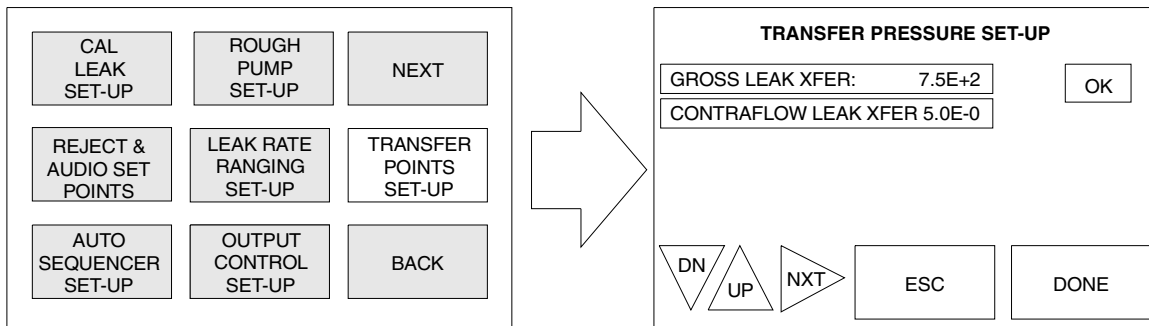 CAL
LEAK
SET-UP
ROUGH
PUMP
SET-UP
NEXT
REJECT &
AUDIO SET
POINTS
LEAK RATE
RANGING
SET-UP
TRANSFER
POINTS
SET-UP
AUTO
SEQUENCER
SET-UP
OUTPUT
CONTROL
SET-UP
BACK
TRANSFER PRESSURE SET-UP
GROSS LEAK XFER: 7.5E+2
OK
CONTRAFLOW LEAK XFER 5.0E-0
DN
UP
NXT
ESC
DONE